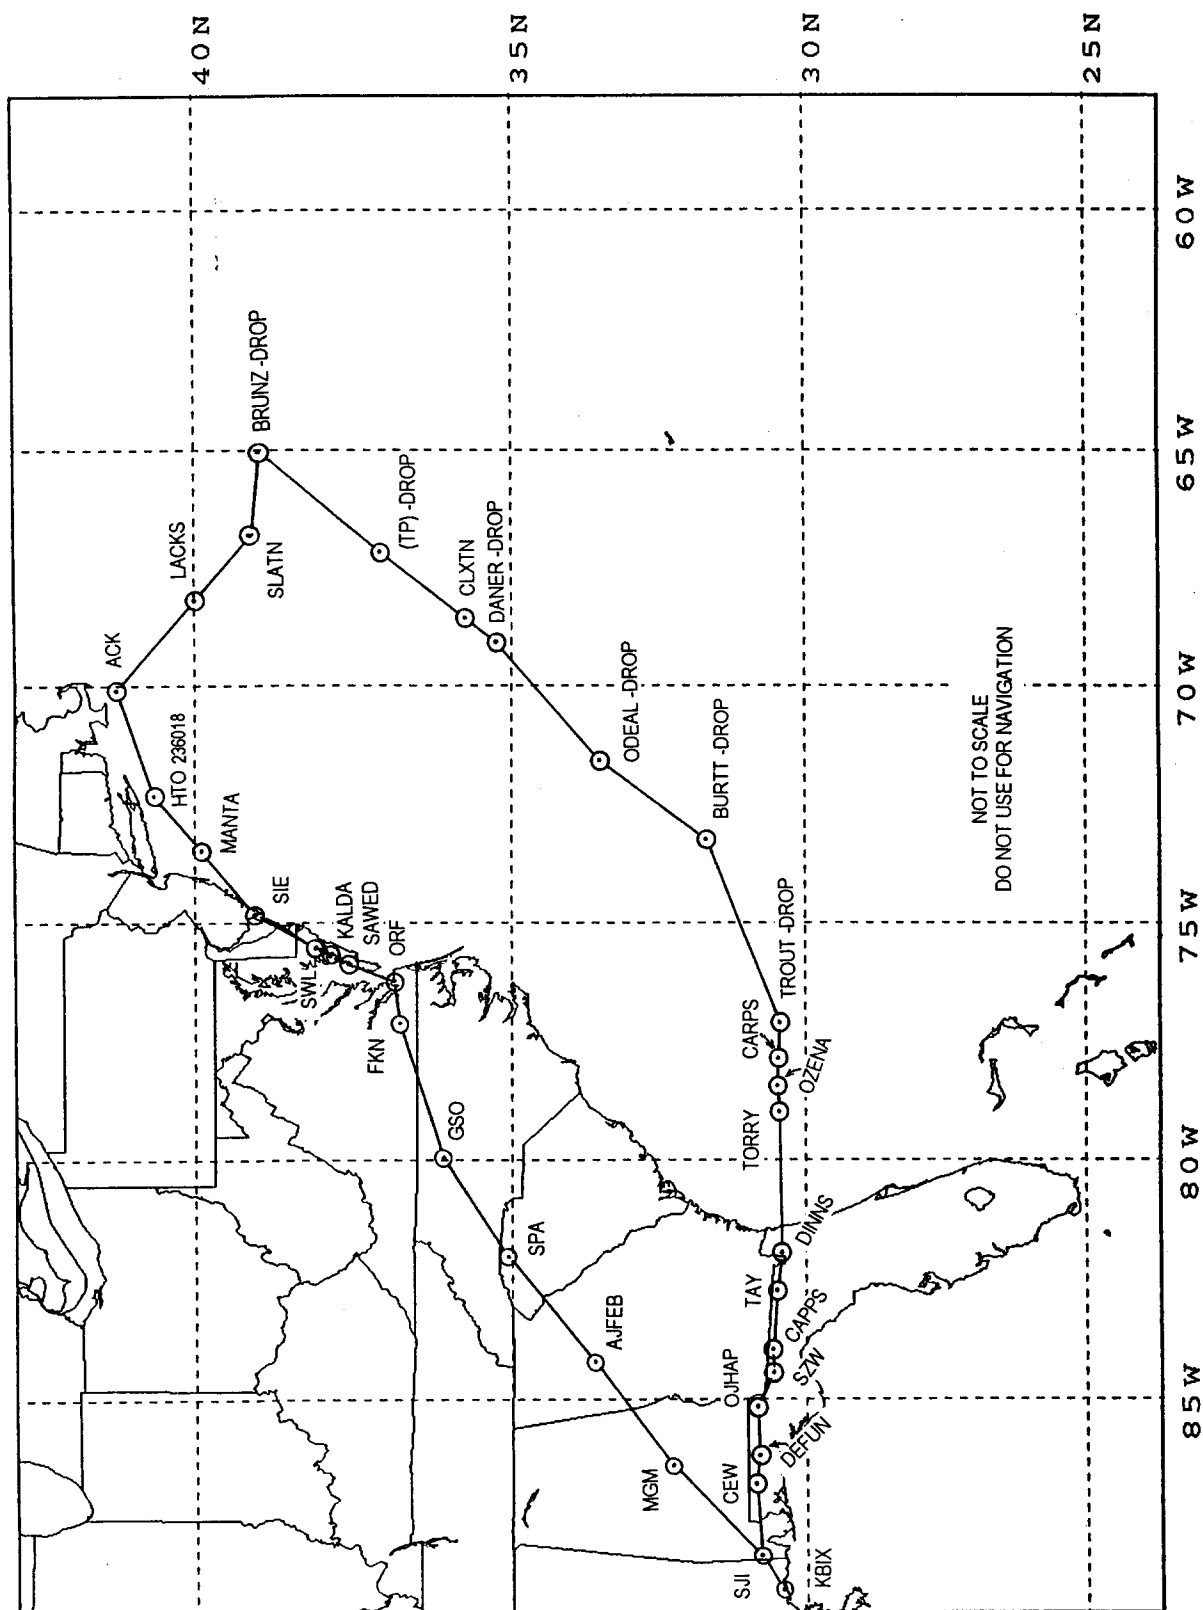 40N
35N
30N
25N
60W
65W
70W
75W
80W
85W
BRUNZ -DROP
(TP) -DROP
LACKS
SLATN
CLXTN
DANER -DROP
ACK
ODEAL -DROP
BURTT -DROP
HTO 236018
MANTA
SIE
KALDA
SAWED
ORF
SWL
FKN
GSO
SPA
AJFEB
MGM
TROUT -DROP
CARPS
OZENA
TORRY
DINNS
TAY
CAPPS
SZW
OJHAP
DEFUN
CEW
SJI
KBIX
NOT TO SCALE
DO NOT USE FOR NAVIGATION